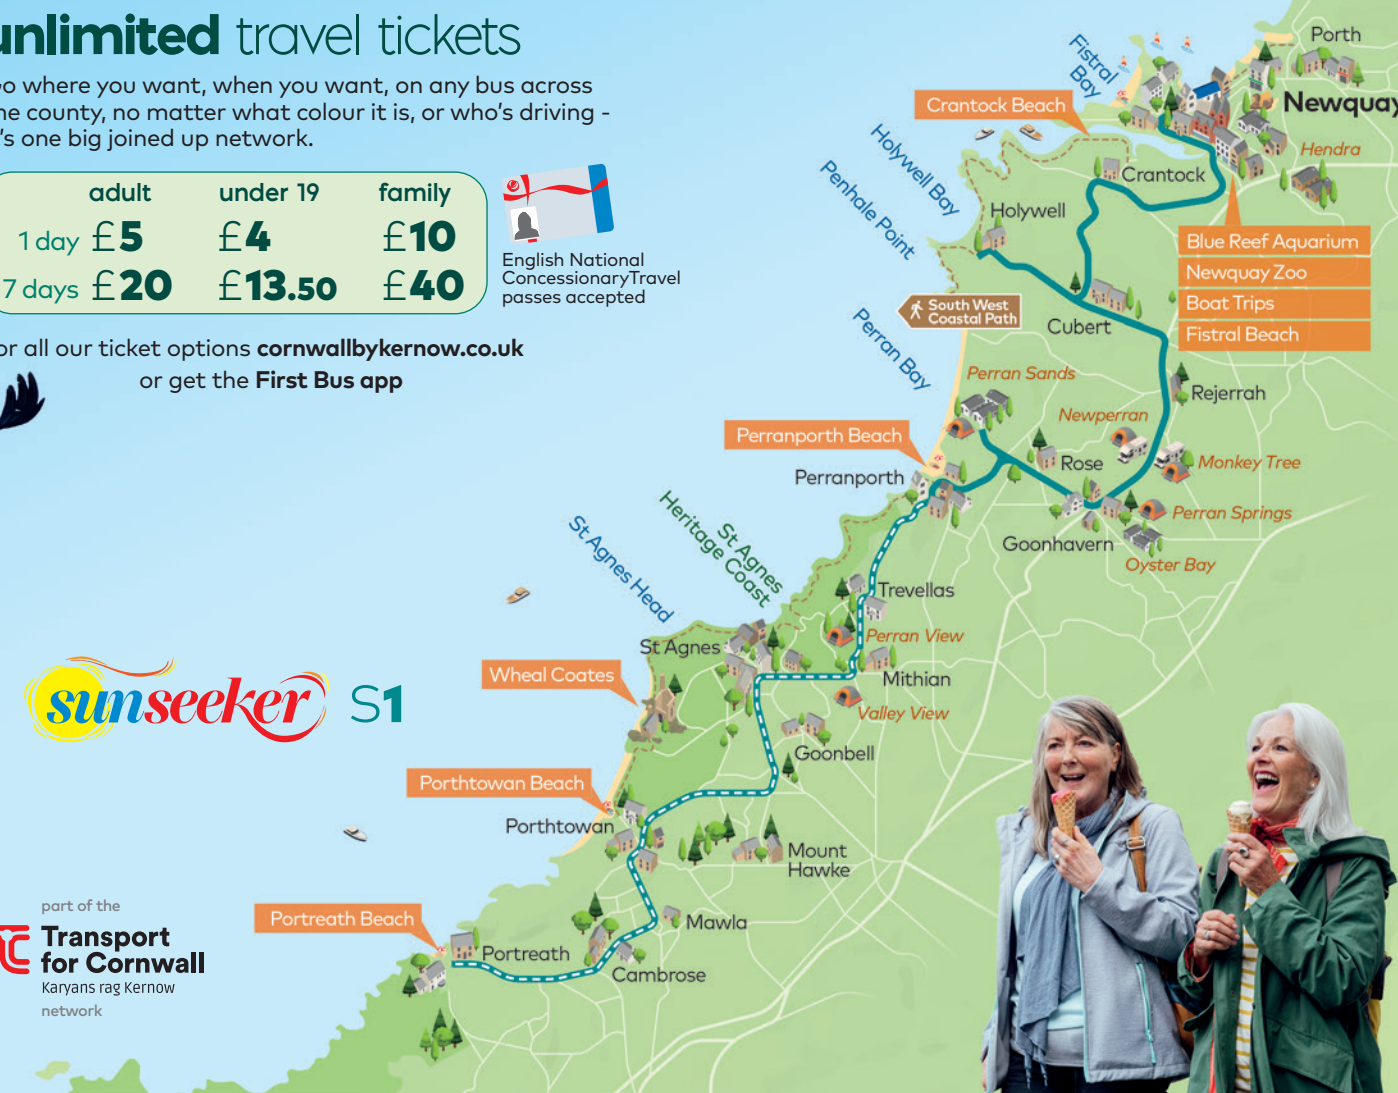 unlimited travel tickets
go where you want, when you want, on any bus across
the county, no matter what colour it is, or who's driving -
it's one big joined up network.
adult under 19 family
1 day £5 £4 £10
7 days £20 £13.50 £40
English National
ConcessionaryTravel
passes accepted
for all our ticket options cornwallbykernow.co.uk
or get the First Bus app
Porth
Fistral
Bay
Newquay
Crantock Beach
Hendra
Holywell Bay
Crantock
Penhale Point
Holywell
Blue Reef Aquarium
Newquay Zoo
Boat Trips
Fistral Beach
South West
Coastal Path
Cubert
Perran Bay
Perran Sands
Rejerrah
Newperran
Perranporth Beach
Rose
Monkey Tree
Perranporth
Perran Springs
Goonhavern
Oyster Bay
St Agnes
Heritage Coast
St Agnes Head
Trevellas
Perran View
St Agnes
Mithian
Wheal Coates
Valley View
sunseeker S1
Goonbell
Porthtowan Beach
Porthtowan
Mount
Hawke
Portreath Beach
Mawla
Portreath
Cambrose
part of the
Transport
for Cornwall
Karyans rag Kernow
network